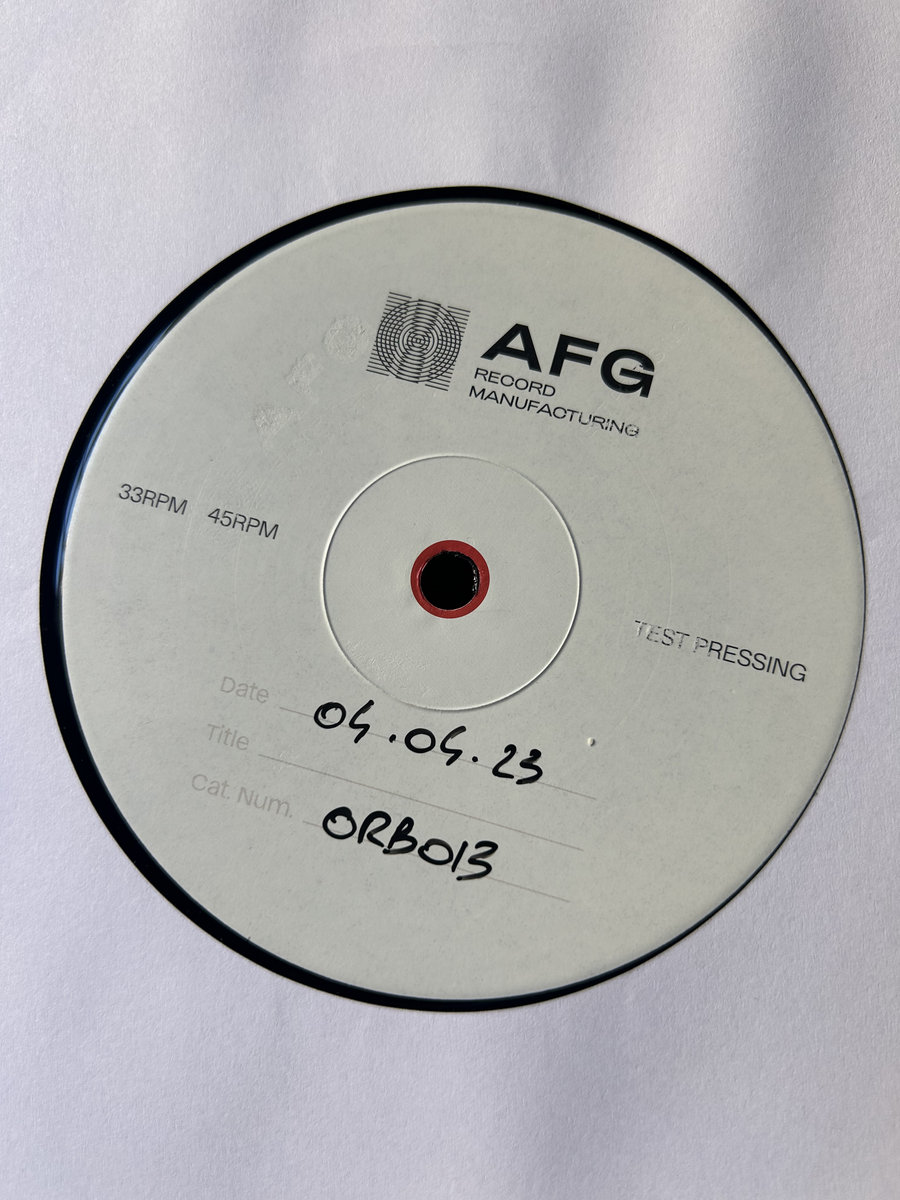 AFG
RECORD
MANUFACTURING
33RPM 45RPM
TEST PRESSING
Date 04.04.23
Title
Cat. Num. ORB013